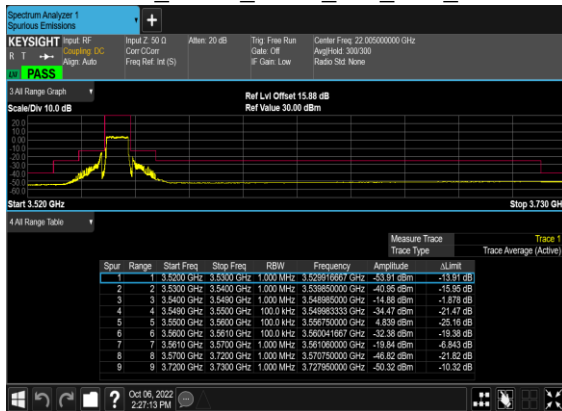 Spectrum Analyzer 1
Spurious Emissions
KEYSIGHT Input: RF Input Z: 50 Ω Atten: 20 dB Trig: Free Run Center Freq: 22.005000000 GHz
R T Coupling: DC Corr CCorr Gate: Off Avg|Hold: 300/300
Align: Auto Freq Ref: Int (S) IF Gain: Low Radio Std: None
PASS
3 All Range Graph
Ref Lvl Offset 15.88 dB
Scale/Div 10.0 dB Ref Value 30.00 dBm
20.0
10.0
0.00
-10.0
-20.0
-30.0
-40.0
-50.0
-60.0
Start 3.520 GHz Stop 3.730 GH
4 All Range Table
Measure Trace Trace 1
Trace Type Trace Average (Active)
Spur Range Start Freq Stop Freq RBW Frequency Amplitude ΔLimit
1 1 3.5200 GHz 3.5300 GHz 1.000 MHz 3.529916667 GHz -53.91 dBm -13.91 dB
2 2 3.5300 GHz 3.5400 GHz 1.000 MHz 3.539850000 GHz -40.95 dBm -15.95 dB
3 3 3.5400 GHz 3.5490 GHz 1.000 MHz 3.548985000 GHz -14.88 dBm -1.878 dB
4 4 3.5490 GHz 3.5500 GHz 100.0 kHz 3.549983333 GHz -34.47 dBm -21.47 dB
5 5 3.5500 GHz 3.5600 GHz 100.0 kHz 3.556750000 GHz 4.839 dBm -25.16 dB
6 6 3.5600 GHz 3.5610 GHz 100.0 kHz 3.560041667 GHz -32.38 dBm -19.38 dB
7 7 3.5610 GHz 3.5700 GHz 1.000 MHz 3.561060000 GHz -19.84 dBm -6.843 dB
8 8 3.5700 GHz 3.7200 GHz 1.000 MHz 3.570750000 GHz -46.82 dBm -21.82 dB
9 9 3.7200 GHz 3.7300 GHz 1.000 MHz 3.727950000 GHz -50.32 dBm -10.32 dB
? Oct 06, 2022
2:27:13 PM